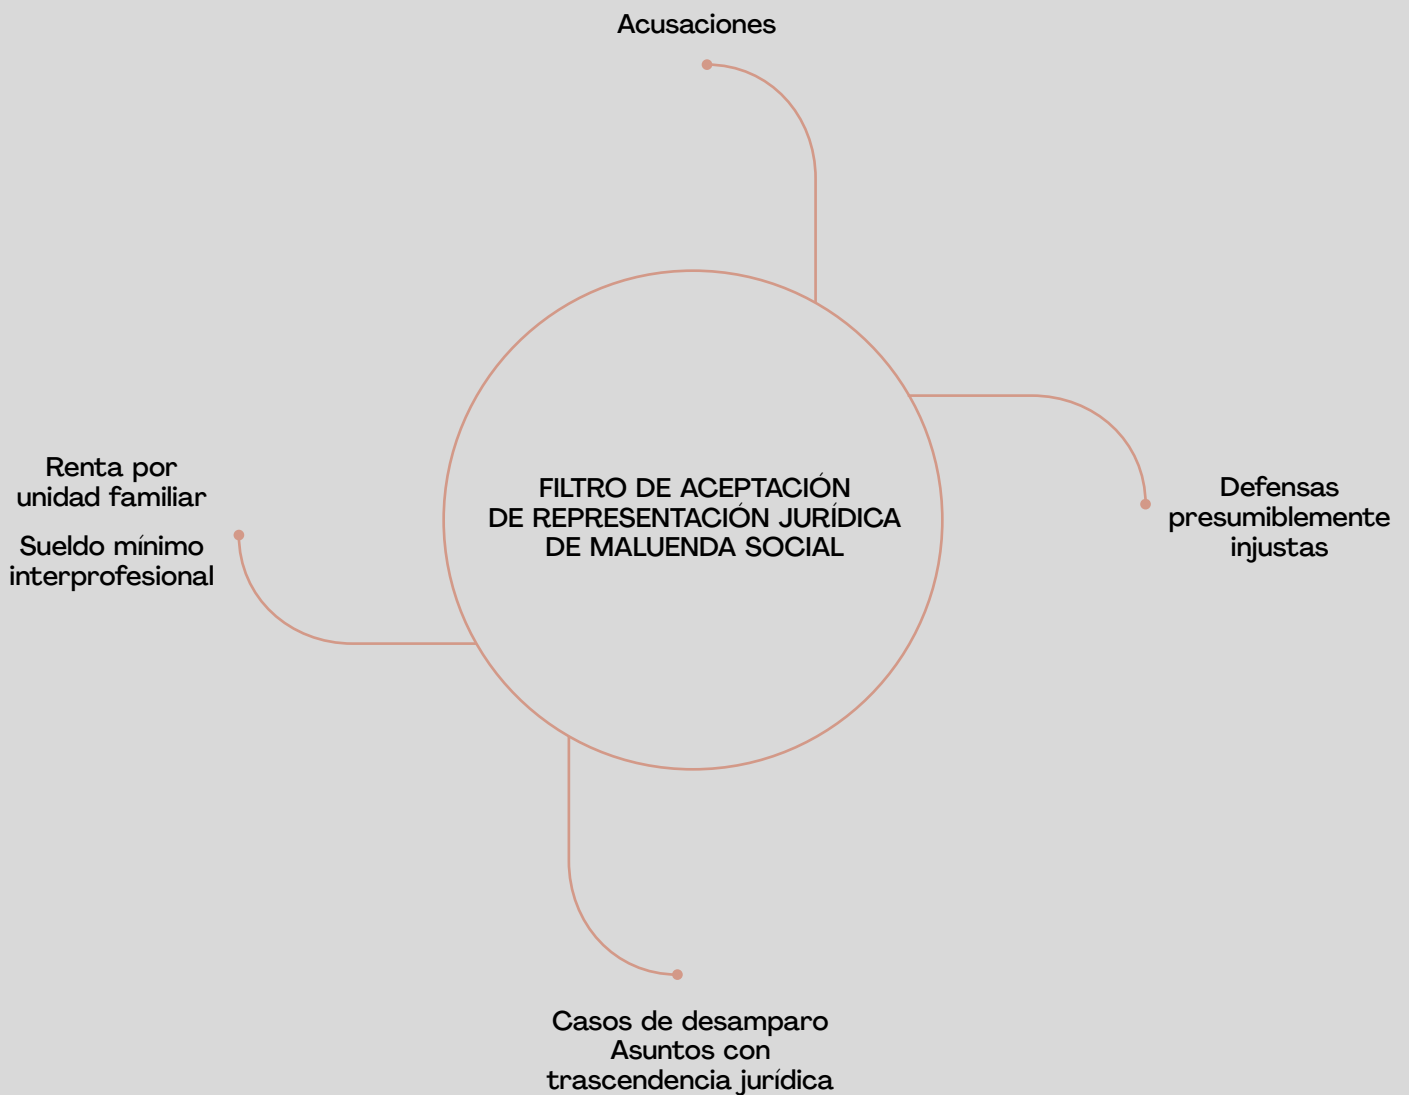 Acusaciones
Renta por
unidad familiar
Sueldo mínimo
interprofesional
FILTRO DE ACEPTACIÓN
DE REPRESENTACIÓN JURÍDICA
DE MALUENDA SOCIAL
Defensas
presumiblemente
injustas
Casos de desamparo
Asuntos con
trascendencia jurídica